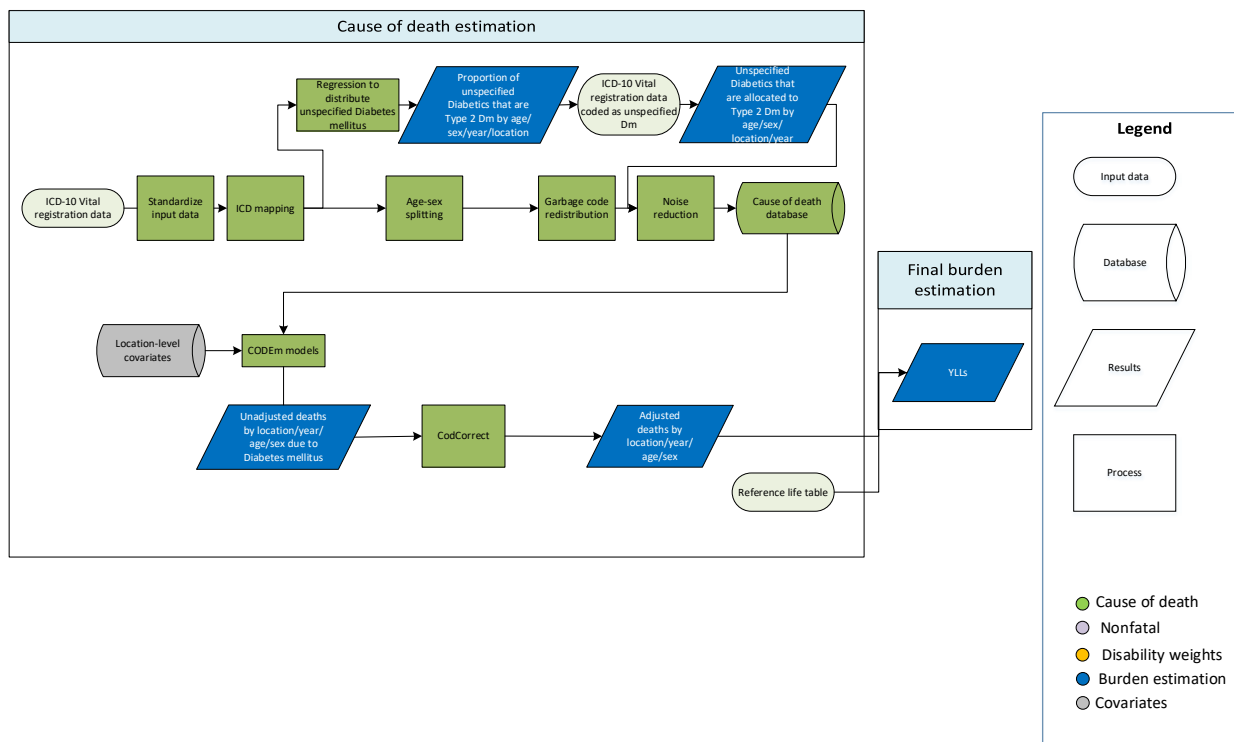 Cause of death estimation
Regression to
distribute
unspecified Diabetes
mellitus
Proportion of
unspecified
Diabetics that are
Type 2 Dm by age/
sex/year/location
ICD-10 Vital
registration data
coded as unspecified
Dm
Unspecified
Diabetics that
are allocated to
Type 2 Dm by
age/sex/
location/year
ICD-10 Vital
registration data
Standardize
input data
ICD mapping
Age-sex
splitting
Garbage code
redistribution
Noise
reduction
Cause of death
database
Location-level
covariates
CODEm models
Unadjusted deaths
by location/year/
age/sex due to
Diabetes mellitus
CodCorrect
Adjusted
deaths by
location/year/
age/sex
Reference life table
Final burden
estimation
YLLs
Legend
Input data
Database
Results
Process
Cause of death
Nonfatal
Disability weights
Burden estimation
Covariates